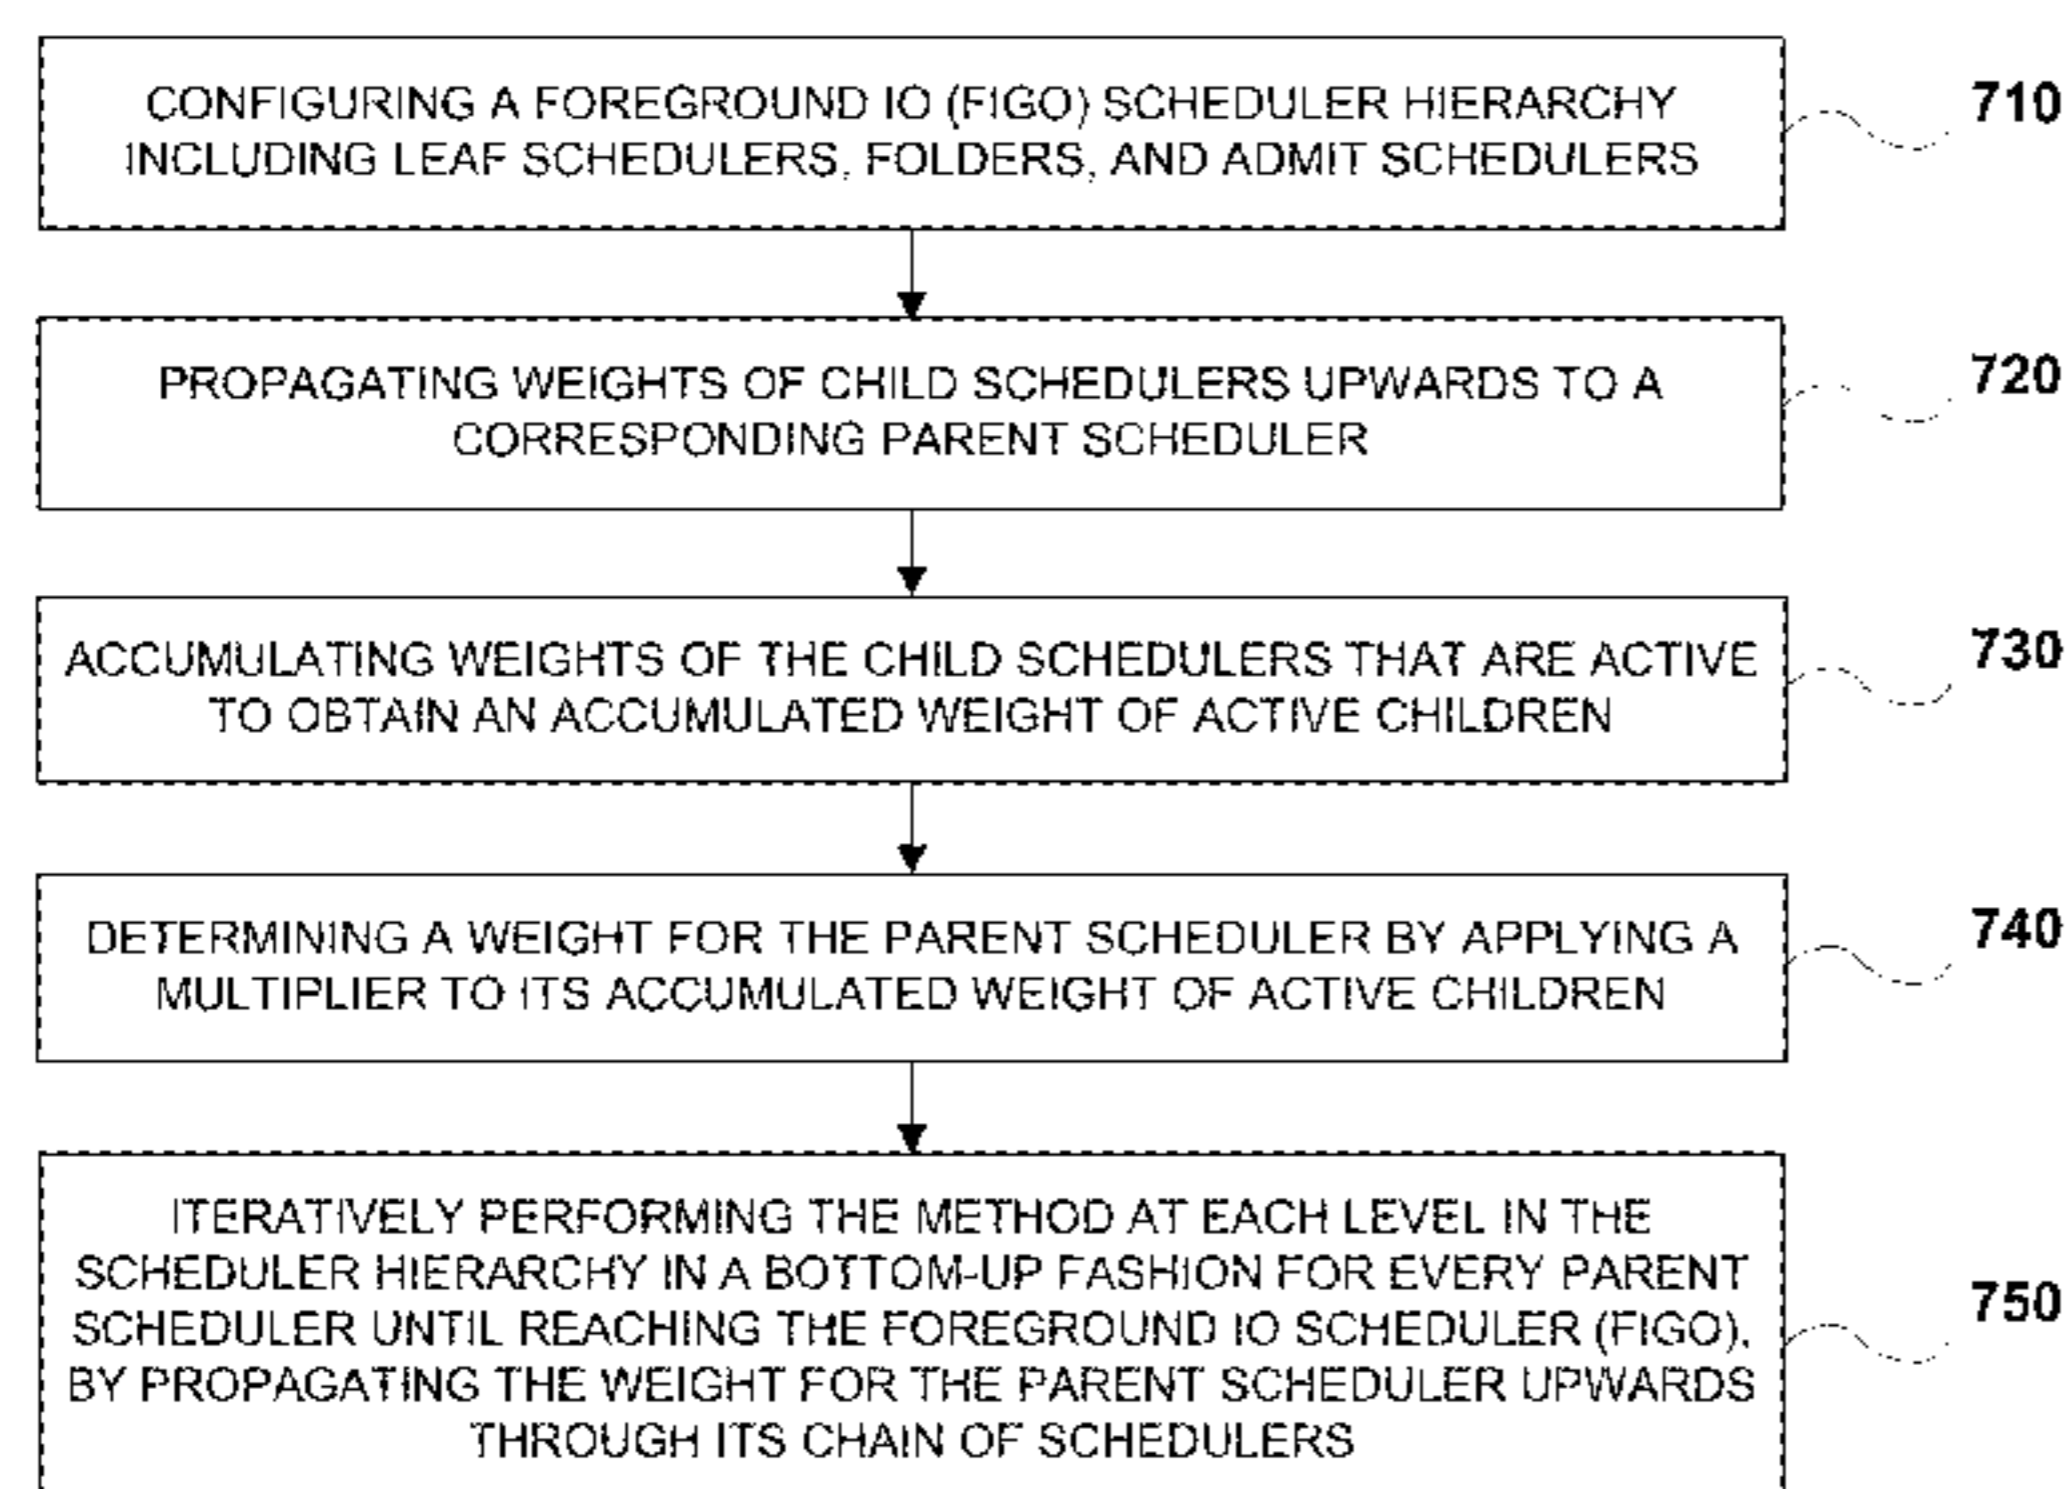 CONFIGURING A FOREGROUND IO (FIGO) SCHEDULER HIERARCHY
INCLUDING LEAF SCHEDULERS, FOLDERS, AND ADMIT SCHEDULERS
710
PROPAGATING WEIGHTS OF CHILD SCHEDULERS UPWARDS TO A
CORRESPONDING PARENT SCHEDULER
720
ACCUMULATING WEIGHTS OF THE CHILD SCHEDULERS THAT ARE ACTIVE
TO OBTAIN AN ACCUMULATED WEIGHT OF ACTIVE CHILDREN
730
DETERMINING A WEIGHT FOR THE PARENT SCHEDULER BY APPLYING A
MULTIPLIER TO ITS ACCUMULATED WEIGHT OF ACTIVE CHILDREN
740
ITERATIVELY PERFORMING THE METHOD AT EACH LEVEL IN THE
SCHEDULER HIERARCHY IN A BOTTOM-UP FASHION FOR EVERY PARENT
SCHEDULER UNTIL REACHING THE FOREGROUND IO SCHEDULER (FIGO),
BY PROPAGATING THE WEIGHT FOR THE PARENT SCHEDULER UPWARDS
THROUGH ITS CHAIN OF SCHEDULERS
750